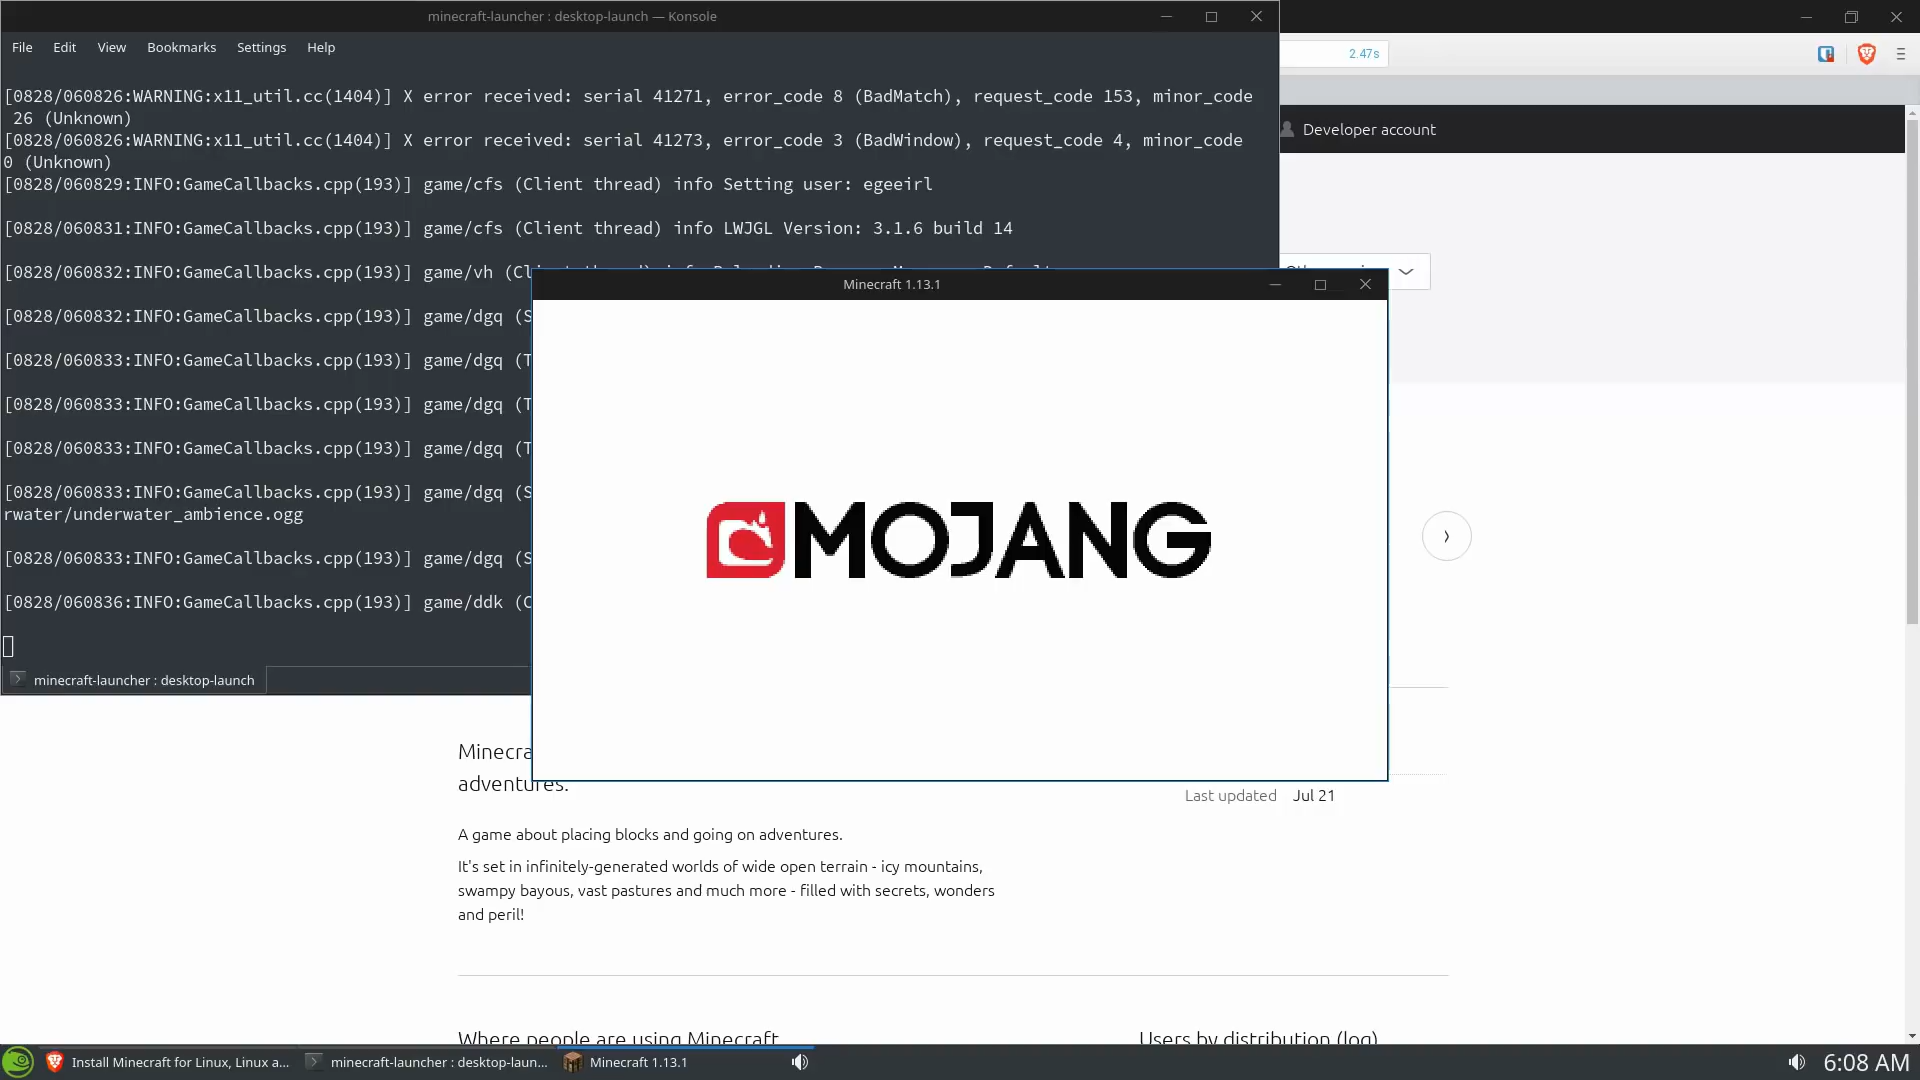 minecraft-launcher : desktop-launch — Konsole
File Edit View Bookmarks Settings Help
2.47s
[0828/060826:WARNING:x11_util.cc(1404)] X error received: serial 41271, error_code 8 (BadMatch), request_code 153, minor_code
26 (Unknown)
[0828/060826:WARNING:x11_util.cc(1404)] X error received: serial 41273, error_code 3 (BadWindow), request_code 4, minor_code
0 (Unknown)
Developer account
[0828/060829:INFO:GameCallbacks.cpp(193)] game/cfs (Client thread) info Setting user: egeeirl
[0828/060831:INFO:GameCallbacks.cpp(193)] game/cfs (Client thread) info LWJGL Version: 3.1.6 build 14
[0828/060832:INFO:GameCallbacks.cpp(193)] game/vh (Cl
Minecraft 1.13.1
[0828/060832:INFO:GameCallbacks.cpp(193)] game/dgq (S
[0828/060833:INFO:GameCallbacks.cpp(193)] game/dgq (T
[0828/060833:INFO:GameCallbacks.cpp(193)] game/dgq (T
[0828/060833:INFO:GameCallbacks.cpp(193)] game/dgq (T
[0828/060833:INFO:GameCallbacks.cpp(193)] game/dgq (S
rwater/underwater_ambience.ogg
[0828/060833:INFO:GameCallbacks.cpp(193)] game/dgq (S
[0828/060836:INFO:GameCallbacks.cpp(193)] game/ddk (C
MOJANG
minecraft-launcher : desktop-launch
Minecra
adventures.
Last updated Jul 21
A game about placing blocks and going on adventures.
It's set in infinitely-generated worlds of wide open terrain - icy mountains,
swampy bayous, vast pastures and much more - filled with secrets, wonders
and peril!
Where people are using Minecraft
Users by distribution (log)
Install Minecraft for Linux, Linux a...
minecraft-launcher : desktop-laun...
Minecraft 1.13.1
6:08 AM